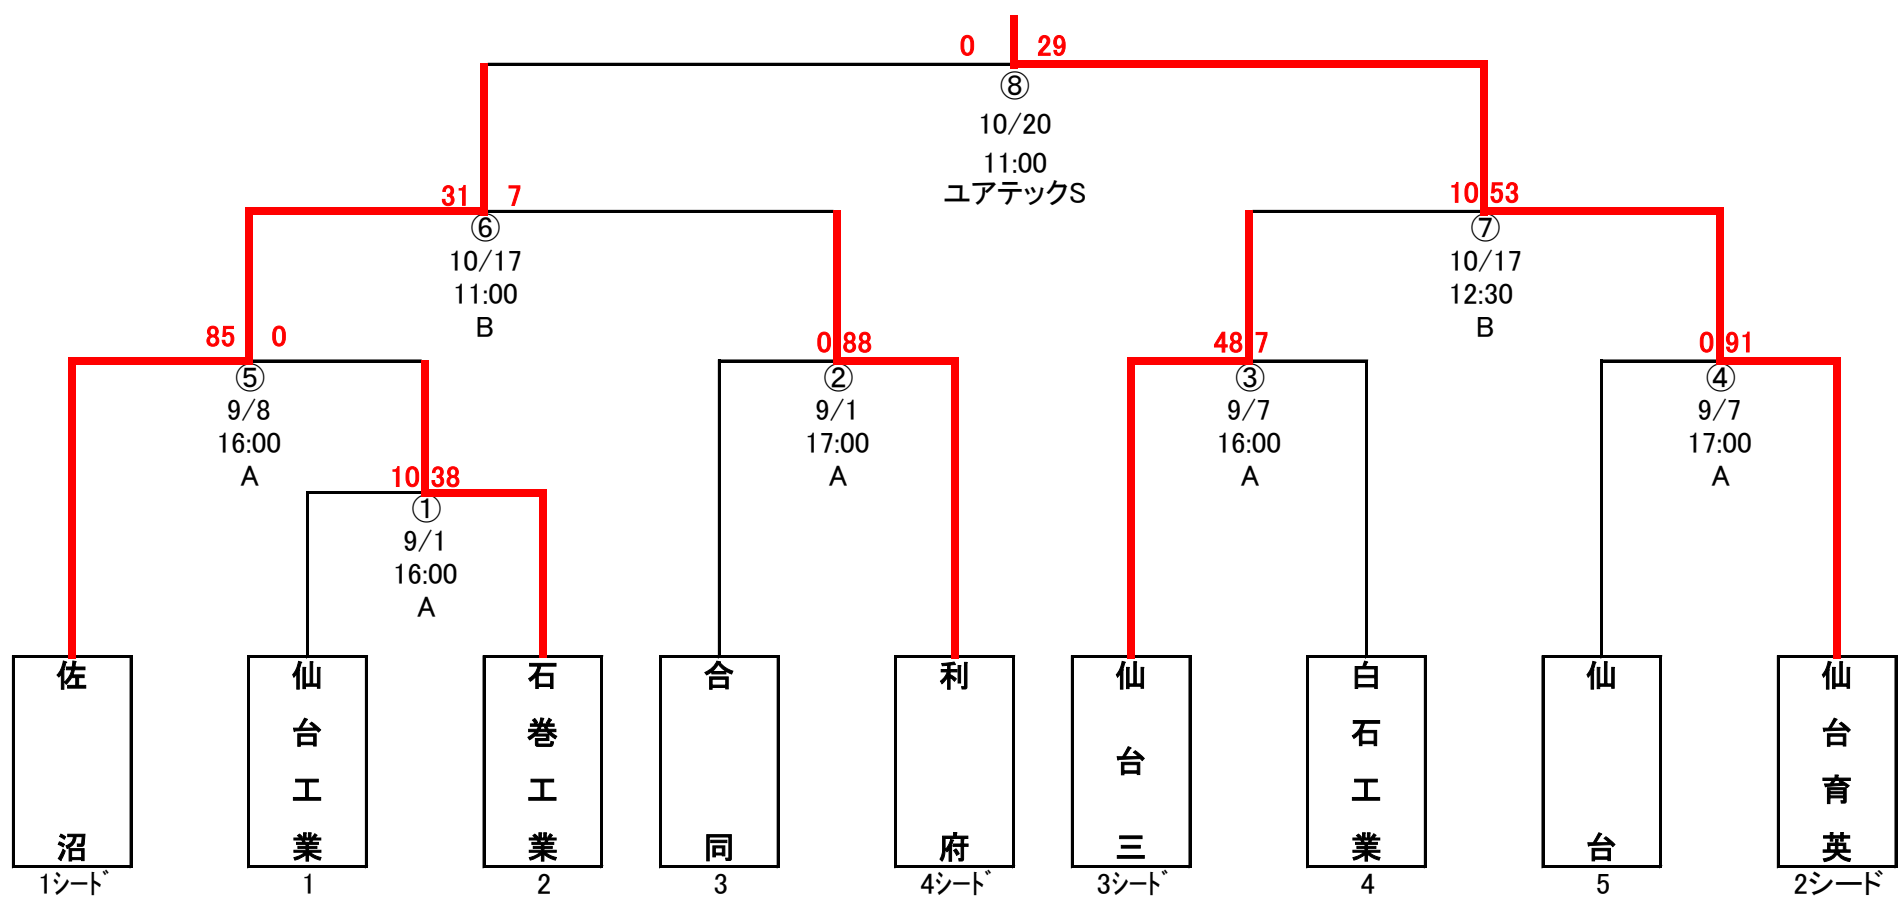 0 29
⑧
10/20
11:00
ユアテックS
31 7
⑥
10/17
11:00
B
10 53
⑦
10/17
12:30
B
85 0
⑤
9/8
16:00
A
0 88
②
9/1
17:00
A
48 7
③
9/7
16:00
A
0 91
④
9/7
17:00
A
10 38
①
9/1
16:00
A
佐沼
仙台工業
石巻工業
合同
利府
仙台三
白石工業
仙台
仙台育英
1シード
1
2
3
4シード
3シード
4
5
2シード